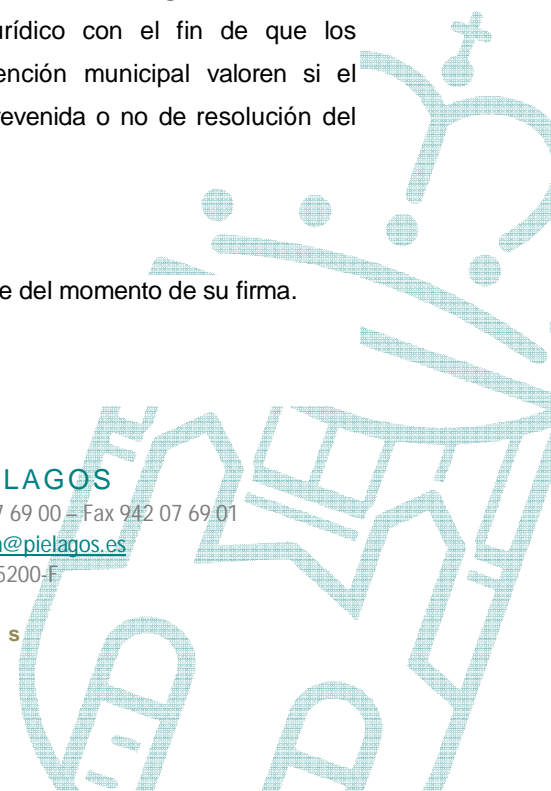 urídico con el fin de que los
ención municipal valoren si el
revenida o no de resolución del
e del momento de su firma.
LAGOS
7 69 00 – Fax 942 07 69 01
@pielagos.es
5200-F
s